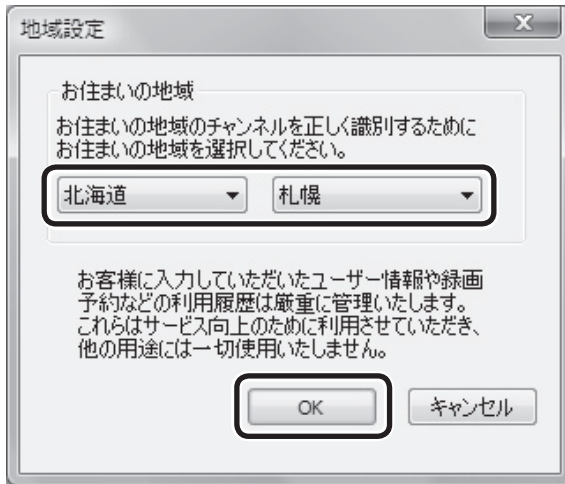 地域設定
お住まいの地域
お住まいの地域のチャンネルを正しく識別するために
お住まいの地域を選択してください。
北海道 札幌
お客様に入力していただいたユーザー情報や録画
予約などの利用履歴は厳重に管理いたします。
これらはサービス向上のために利用させていただき、
他の用途には一切使用いたしません。
OK キャンセル